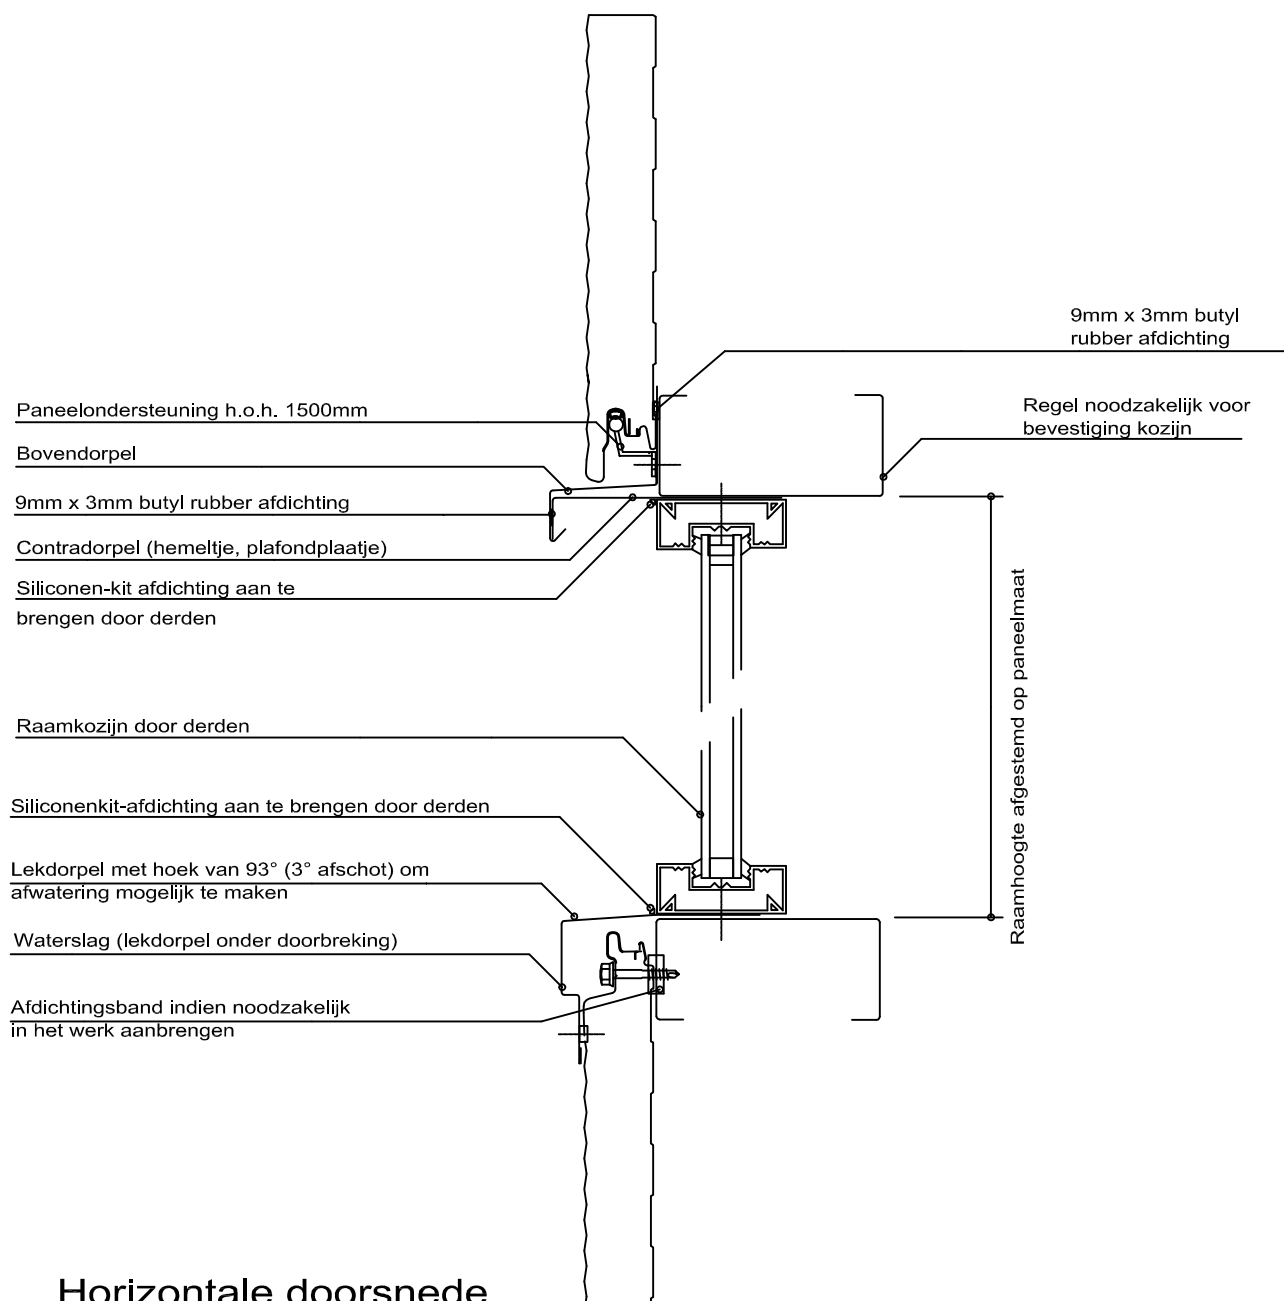 9mm x 3mm butyl
rubber afdichting
Paneelondersteuning h.o.h. 1500mm
Regel noodzakelijk voor
bevestiging kozijn
Bovendorpel
9mm x 3mm butyl rubber afdichting
Contradorpel (hemeltje, plafondplaatje)
Siliconen-kit afdichting aan te
brengen door derden
Raamhoogte afgestemd op paneelmaat
Raamkozijn door derden
Siliconenkit-afdichting aan te brengen door derden
Lekdorpel met hoek van 93° (3° afschot) om
afwatering mogelijk te maken
Waterslag (lekdorpel onder doorbreking)
Afdichtingsband indien noodzakelijk
in het werk aanbrengen
Horizontale doorsnede